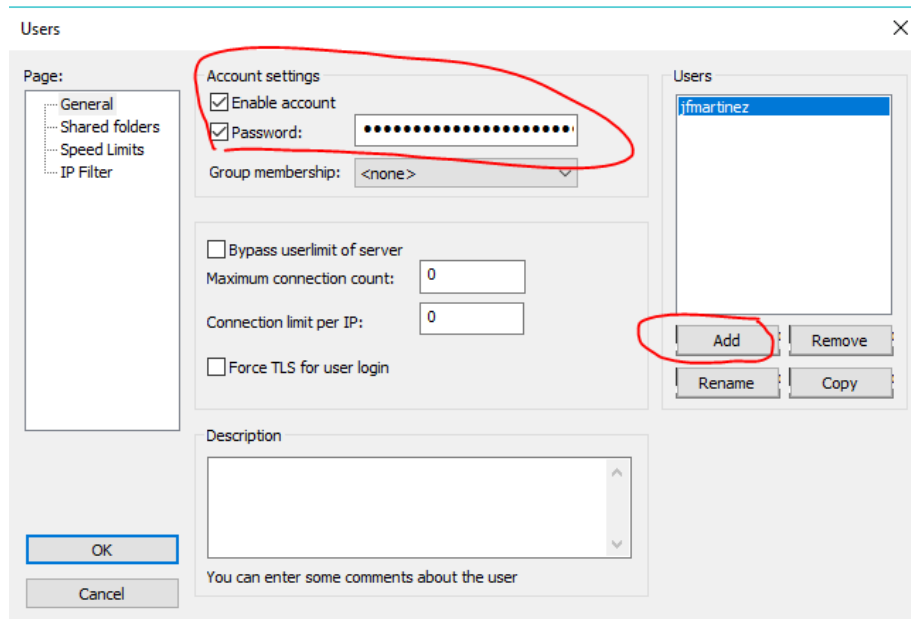 Users
Page:
General
Shared folders
Speed Limits
IP Filter
OK
Cancel
Account settings
Enable account
Password: ••••••••••••••••••••••
Group membership: <none>
Bypass userlimit of server
Maximum connection count: 0
Connection limit per IP: 0
Force TLS for user login
Description
You can enter some comments about the user
Users
jfmartinez
Add Remove
Rename Copy